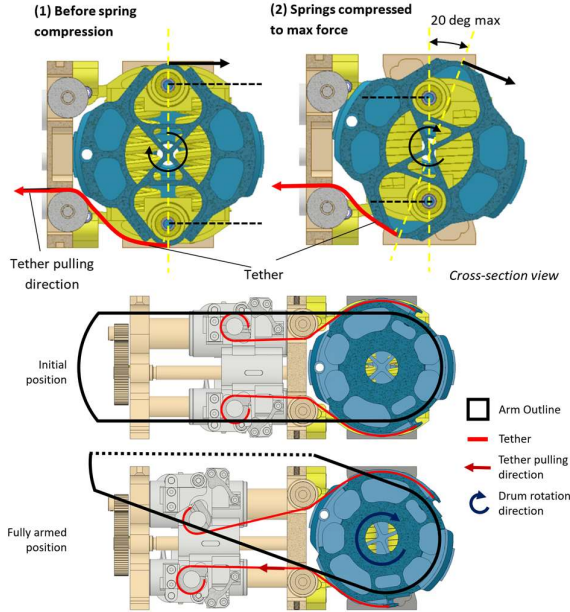 (1) Before spring
compression
(2) Springs compressed
to max force
20 deg max
Tether pulling
direction
Tether
Cross-section view
Initial
position
Arm Outline
Tether
Tether pulling
direction
Drum rotation
direction
Fully armed
position